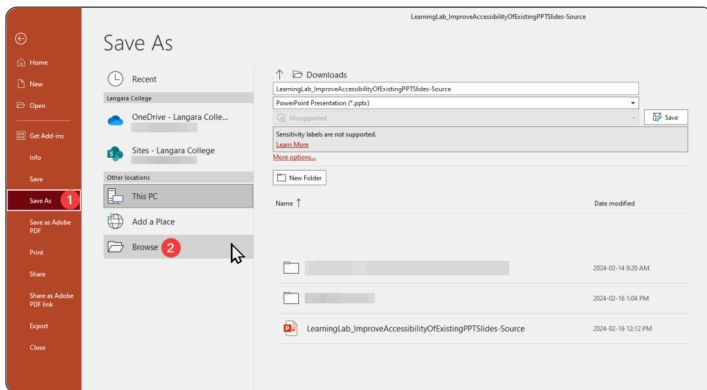 LearningLab_ImproveAccessibilityOfExistingPPTSlides-Source
Home
New
Open
Get Add-ins
Info
Save
Save As 1
Save as Adobe
PDF
Print
Share
Share as Adobe
PDF link
Export
Close
Save As
Recent
Langara College
OneDrive - Langara Colle...
Sites - Langara College
Other locations
This PC
Add a Place
Browse 2
Downloads
LearningLab_ImproveAccessibilityOfExistingPPTSlides-Source
PowerPoint Presentation (*.pptx)
Unsupported
Save
Sensitivity labels are not supported.
Learn More
More options...
New Folder
Name ↑ Date modified
2024-02-14 9:20 AM
2024-02-16 1:04 PM
LearningLab_ImproveAccessibilityOfExistingPPTSlides-Source 2024-02-16 12:12 PM